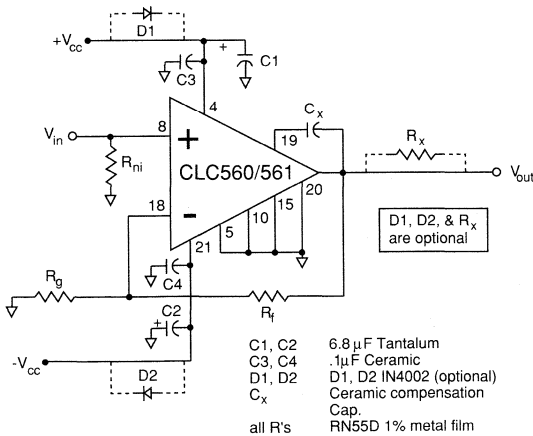 D1
+Vcc
+
C1
C3
4
Cx
Vin
8
+
19
Rni
CLC560/561
Rx
Vout
20
15
10
5
18
-
21
D1, D2, & Rx
are optional
C4
Rg
C2
+
Rf
-Vcc
D2
C1, C2 6.8 µF Tantalum
C3, C4 .1µF Ceramic
D1, D2 D1, D2 IN4002 (optional)
Cx Ceramic compensation
Cap.
all R's RN55D 1% metal film